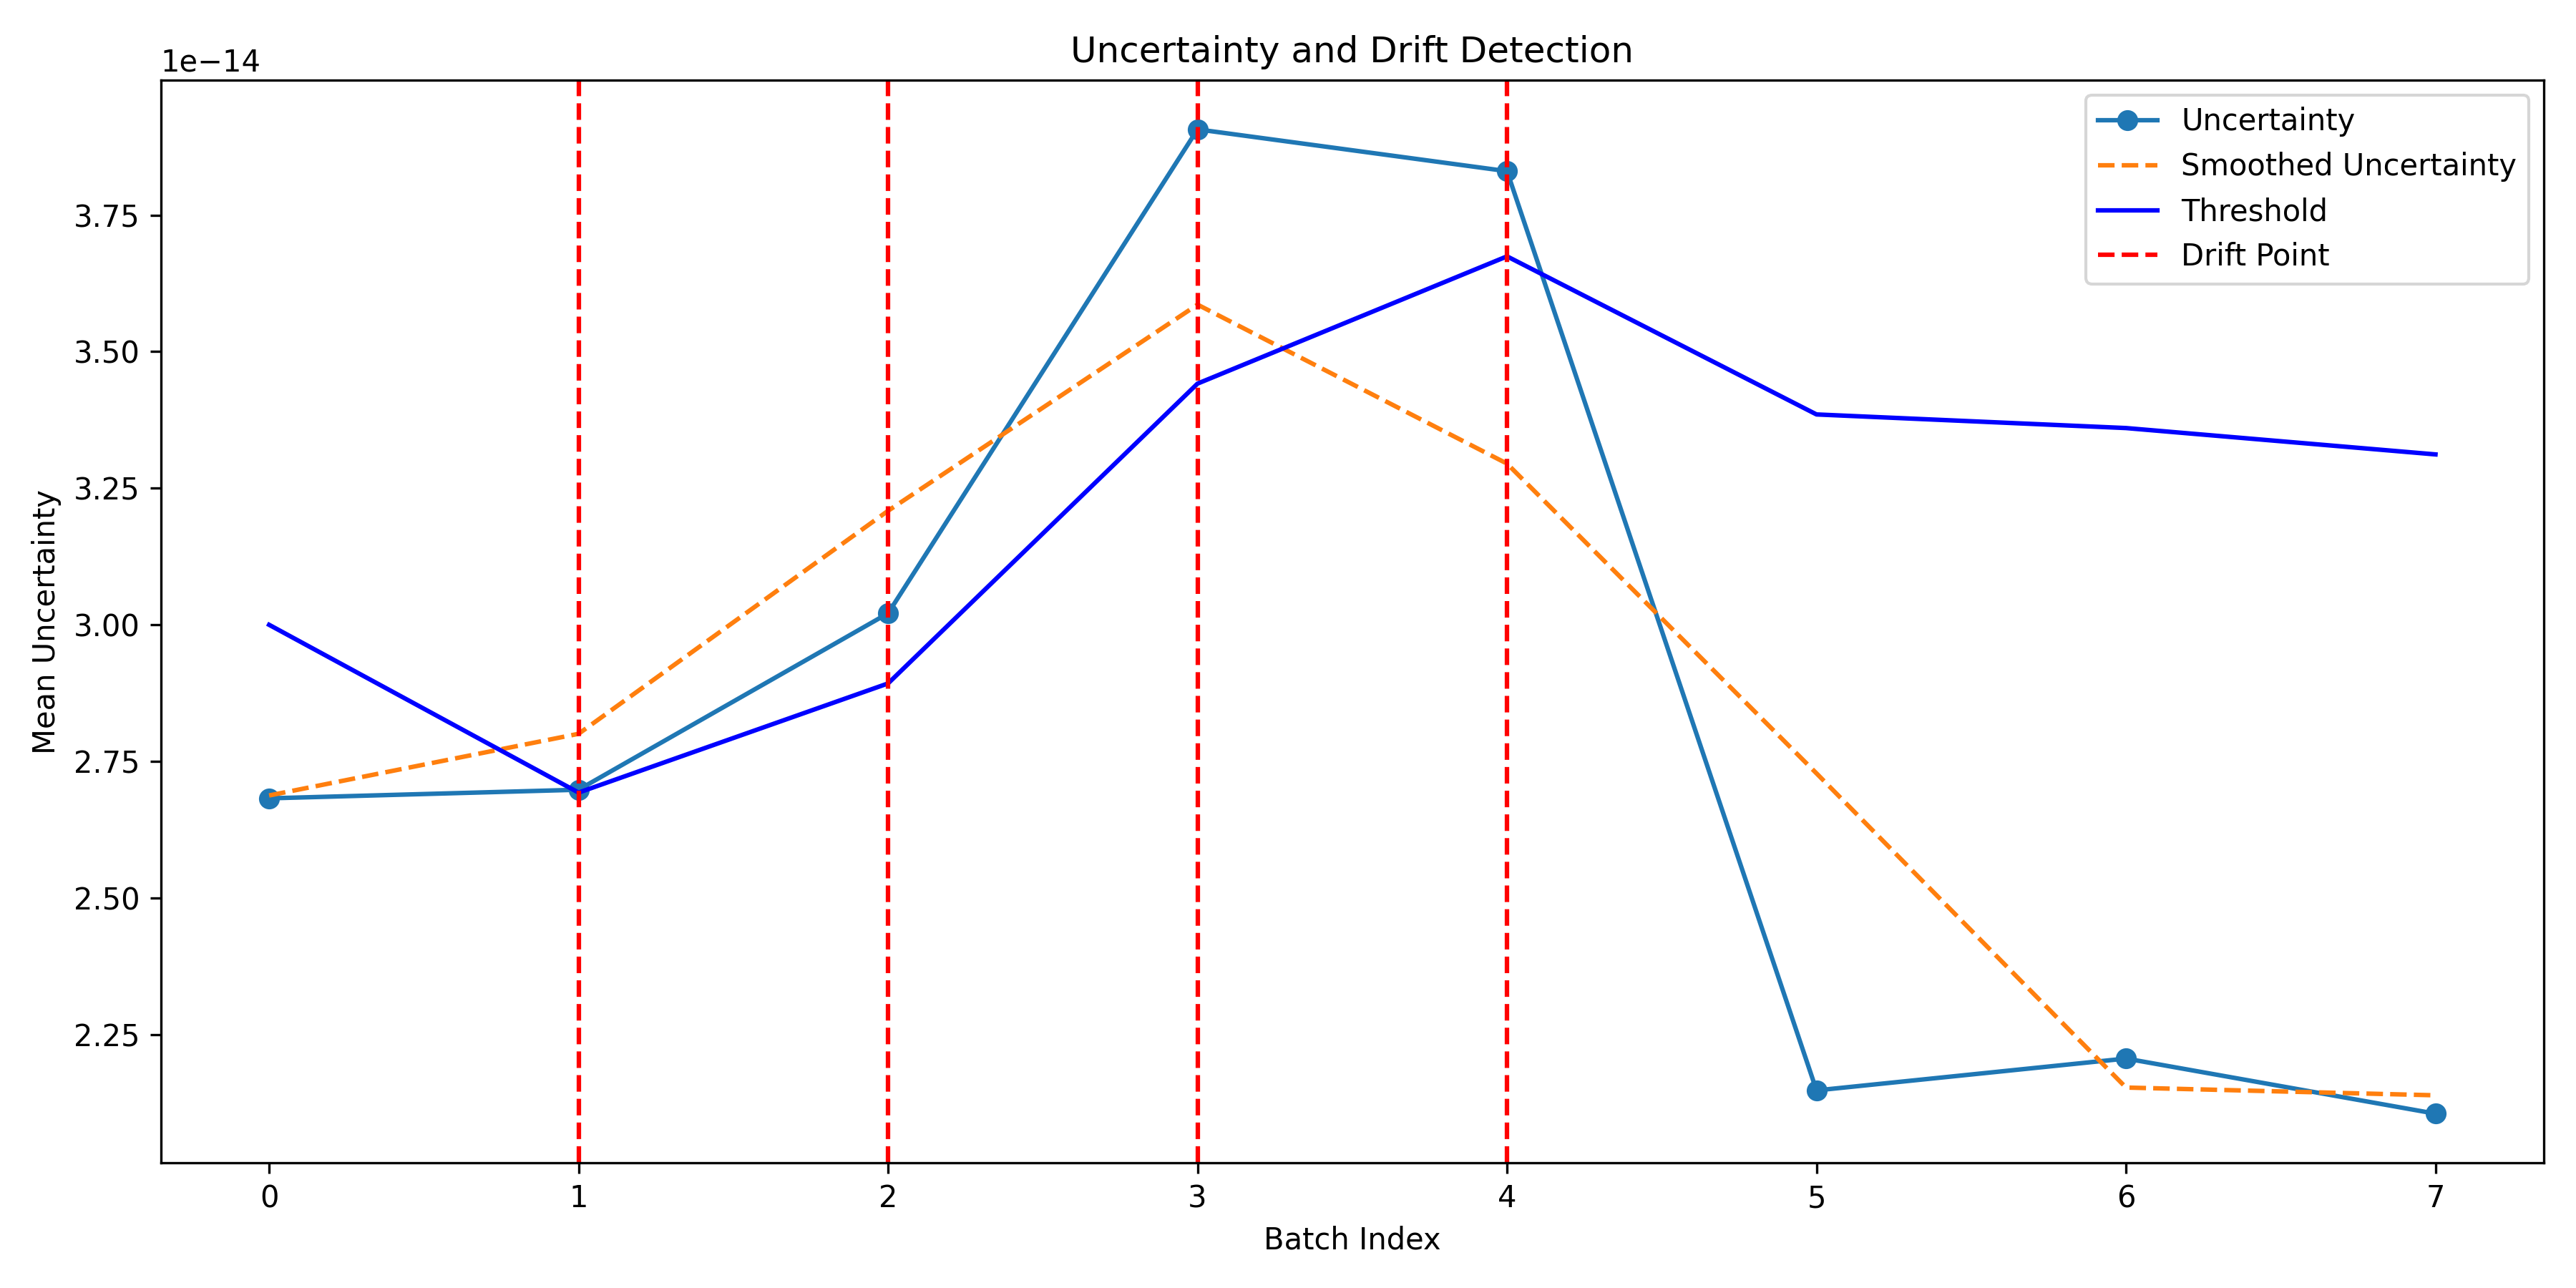 Uncertainty and Drift Detection
1e−14
Uncertainty
Smoothed Uncertainty
Threshold
Drift Point
3.75
3.50
3.25
3.00
2.75
2.50
2.25
Mean Uncertainty
0 1 2 3 4 5 6 7
Batch Index